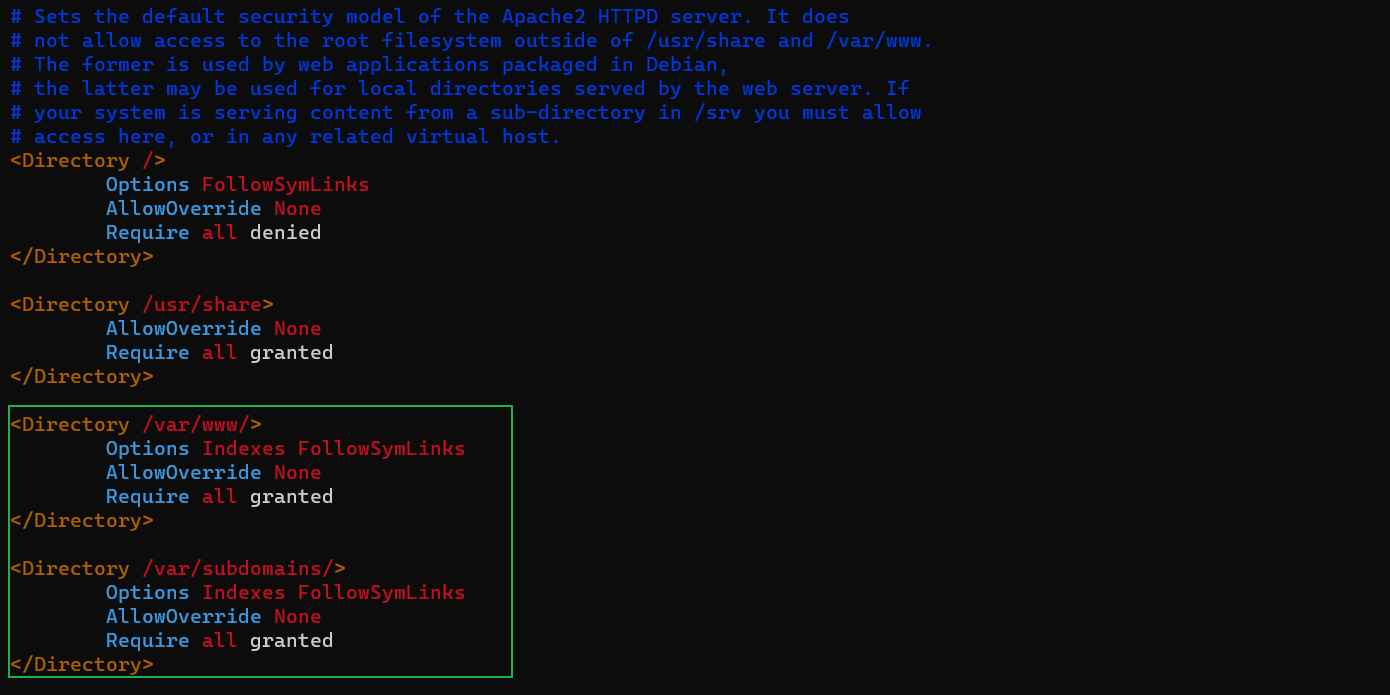 # Sets the default security model of the Apache2 HTTPD server. It does
# not allow access to the root filesystem outside of /usr/share and /var/www.
# The former is used by web applications packaged in Debian,
# the latter may be used for local directories served by the web server. If
# your system is serving content from a sub-directory in /srv you must allow
# access here, or in any related virtual host.
<Directory />
        Options FollowSymLinks
        AllowOverride None
        Require all denied
</Directory>

<Directory /usr/share>
        AllowOverride None
        Require all granted
</Directory>

<Directory /var/www/>
        Options Indexes FollowSymLinks
        AllowOverride None
        Require all granted
</Directory>

<Directory /var/subdomains/>
        Options Indexes FollowSymLinks
        AllowOverride None
        Require all granted
</Directory>